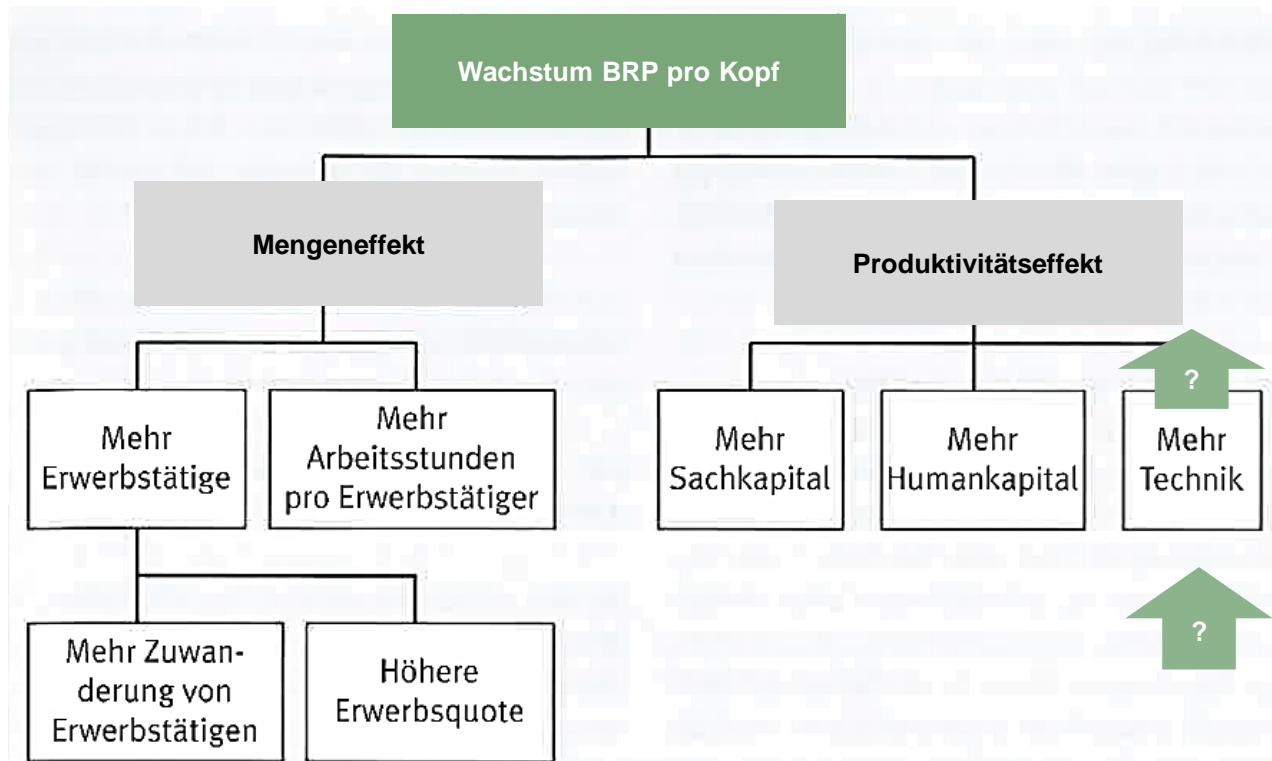 Wachstum BRP pro Kopf
Mengeneffekt
Produktivitätseffekt
Mehr
Erwerbstätige
Mehr
Arbeitsstunden
pro Erwerbstätiger
Mehr
Sachkapital
Mehr
Humankapital
?
Mehr
Technik
Mehr Zuwan-
derung von
Erwerbstätigen
Höhere
Erwerbsquote
?